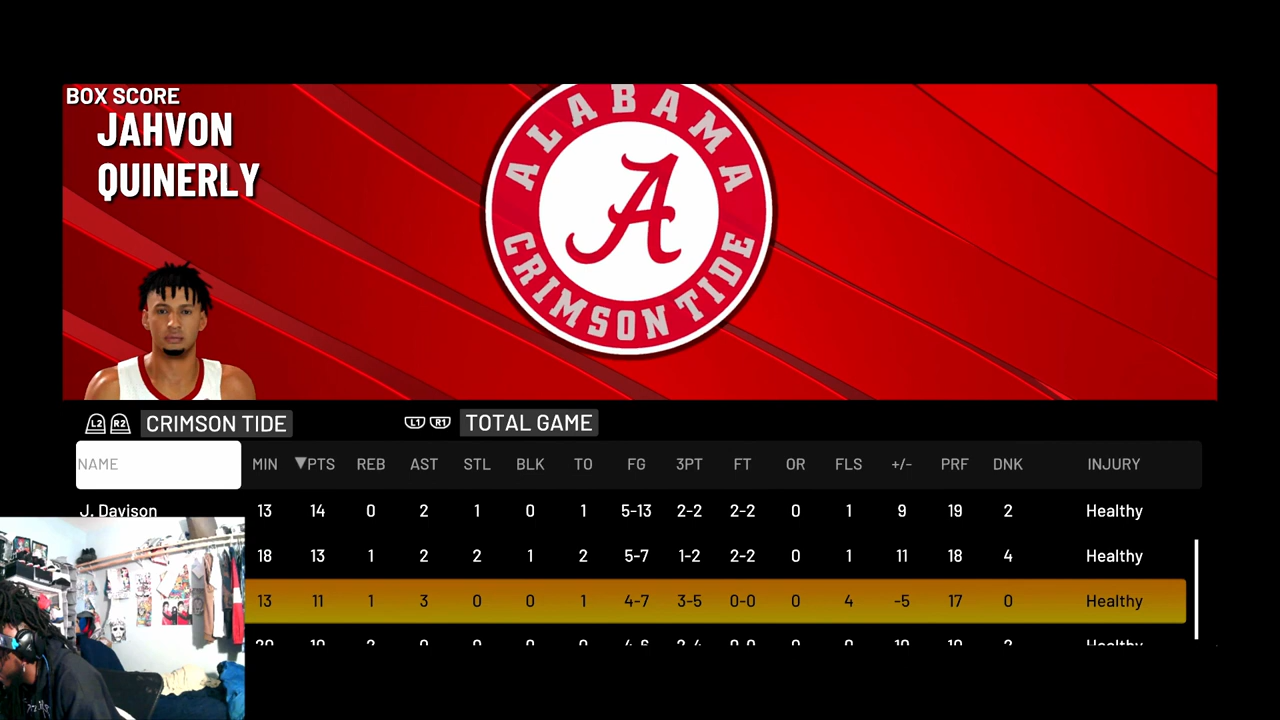 BOX SCORE
JAHVON
QUINERLY
ALABAMA
A
CRIMSON TIDE
L2 R2 CRIMSON TIDE L1 R1 TOTAL GAME
NAME MIN ▼PTS REB AST STL BLK TO FG 3PT FT OR FLS +/- PRF DNK INJURY
J. Davison 13 14 0 2 1 0 1 5-13 2-2 2-2 0 1 9 19 2 Healthy
18 13 1 2 2 1 2 5-7 1-2 2-2 0 1 11 18 4 Healthy
13 11 1 3 0 0 1 4-7 3-5 0-0 0 4 -5 17 0 Healthy
Healthy